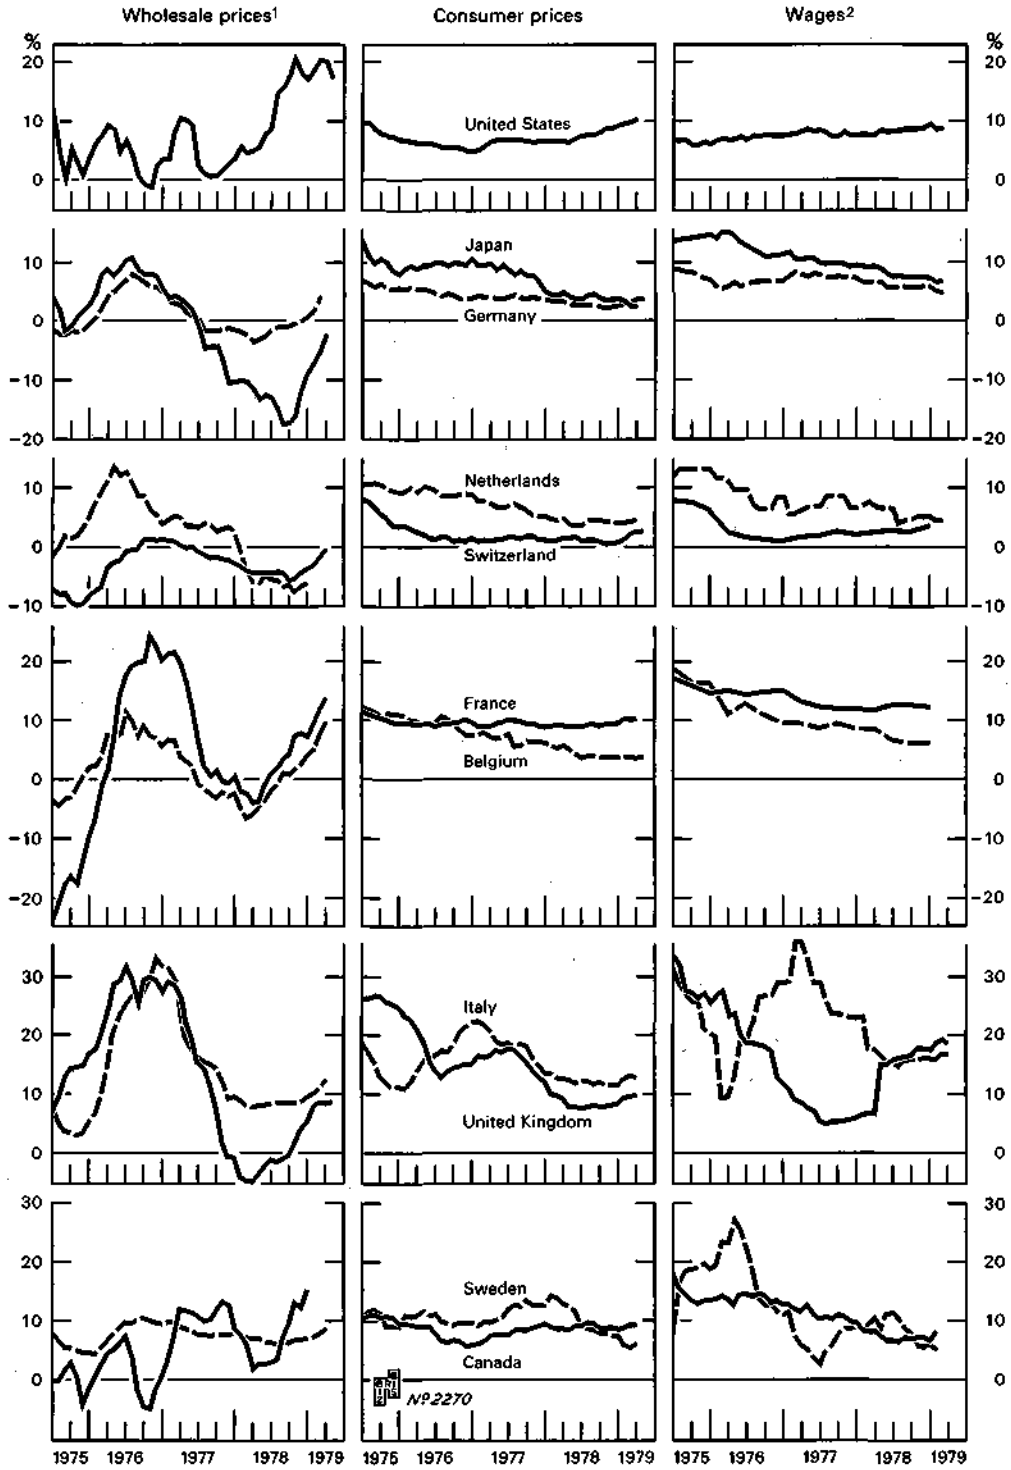 Wholesale prices¹ Consumer prices Wages²
% %
20 20
10 United States 10
0 0
Japan
10 10
0 Germany 0
-10 -10
-20 -20
10 Netherlands 10
0 Switzerland 0
-10 -10
20 20
France
10 10
Belgium
0 0
-10 -10
-20 -20
30 30
Italy
20 20
10 10
United Kingdom
0 0
30 30
20 20
Sweden
10 10
Canada
0 0
BRIZIS Nº 2270
1975 1976 1977 1978 1979 1975 1976 1977 1978 1979 1975 1976 1977 1978 1979